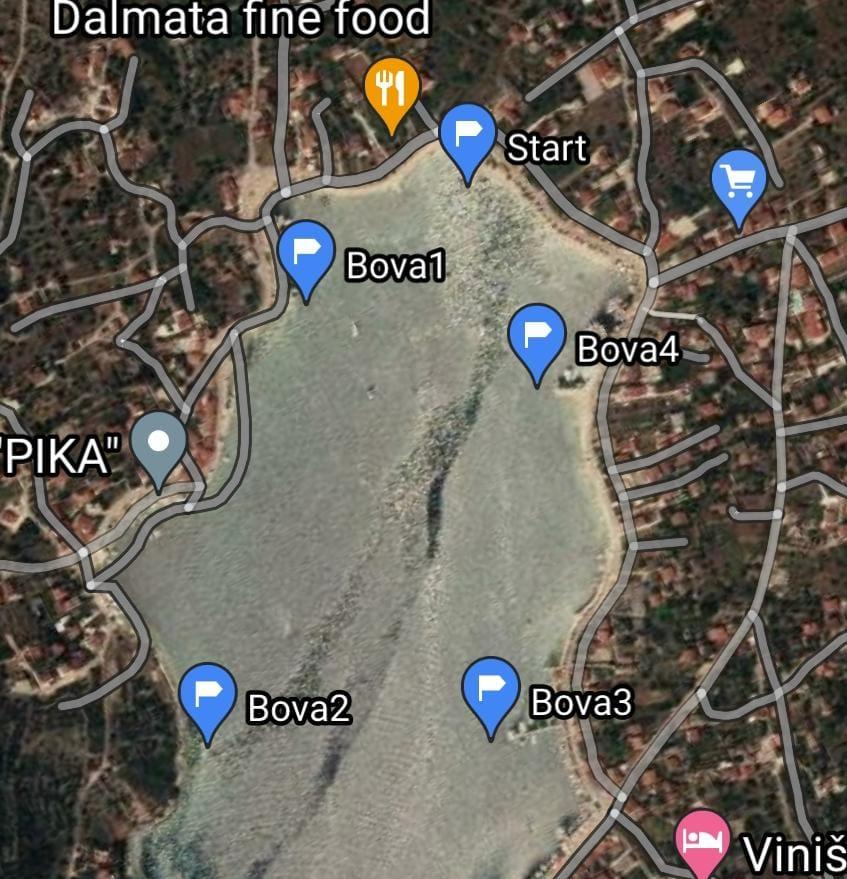 Dalmata fine food
Start
Bova1
Bova4
"PIKA"
Bova2
Bova3
Viniš